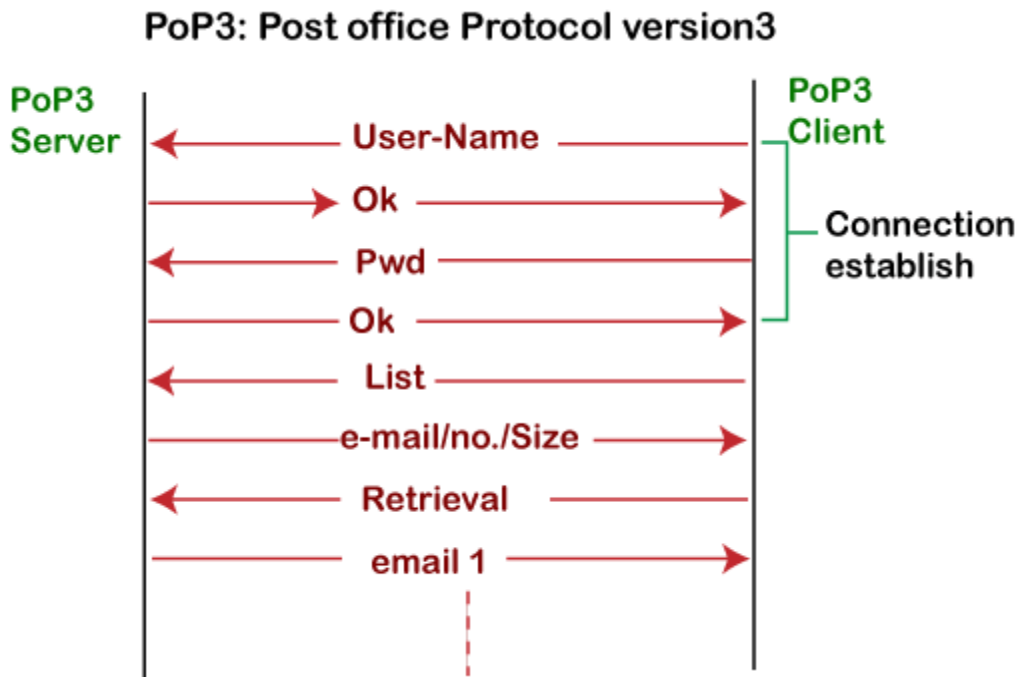 PoP3: Post office Protocol version3
PoP3
Server
PoP3
Client
User-Name
Ok
Pwd
Ok
Connection
establish
List
e-mail/no./Size
Retrieval
email 1